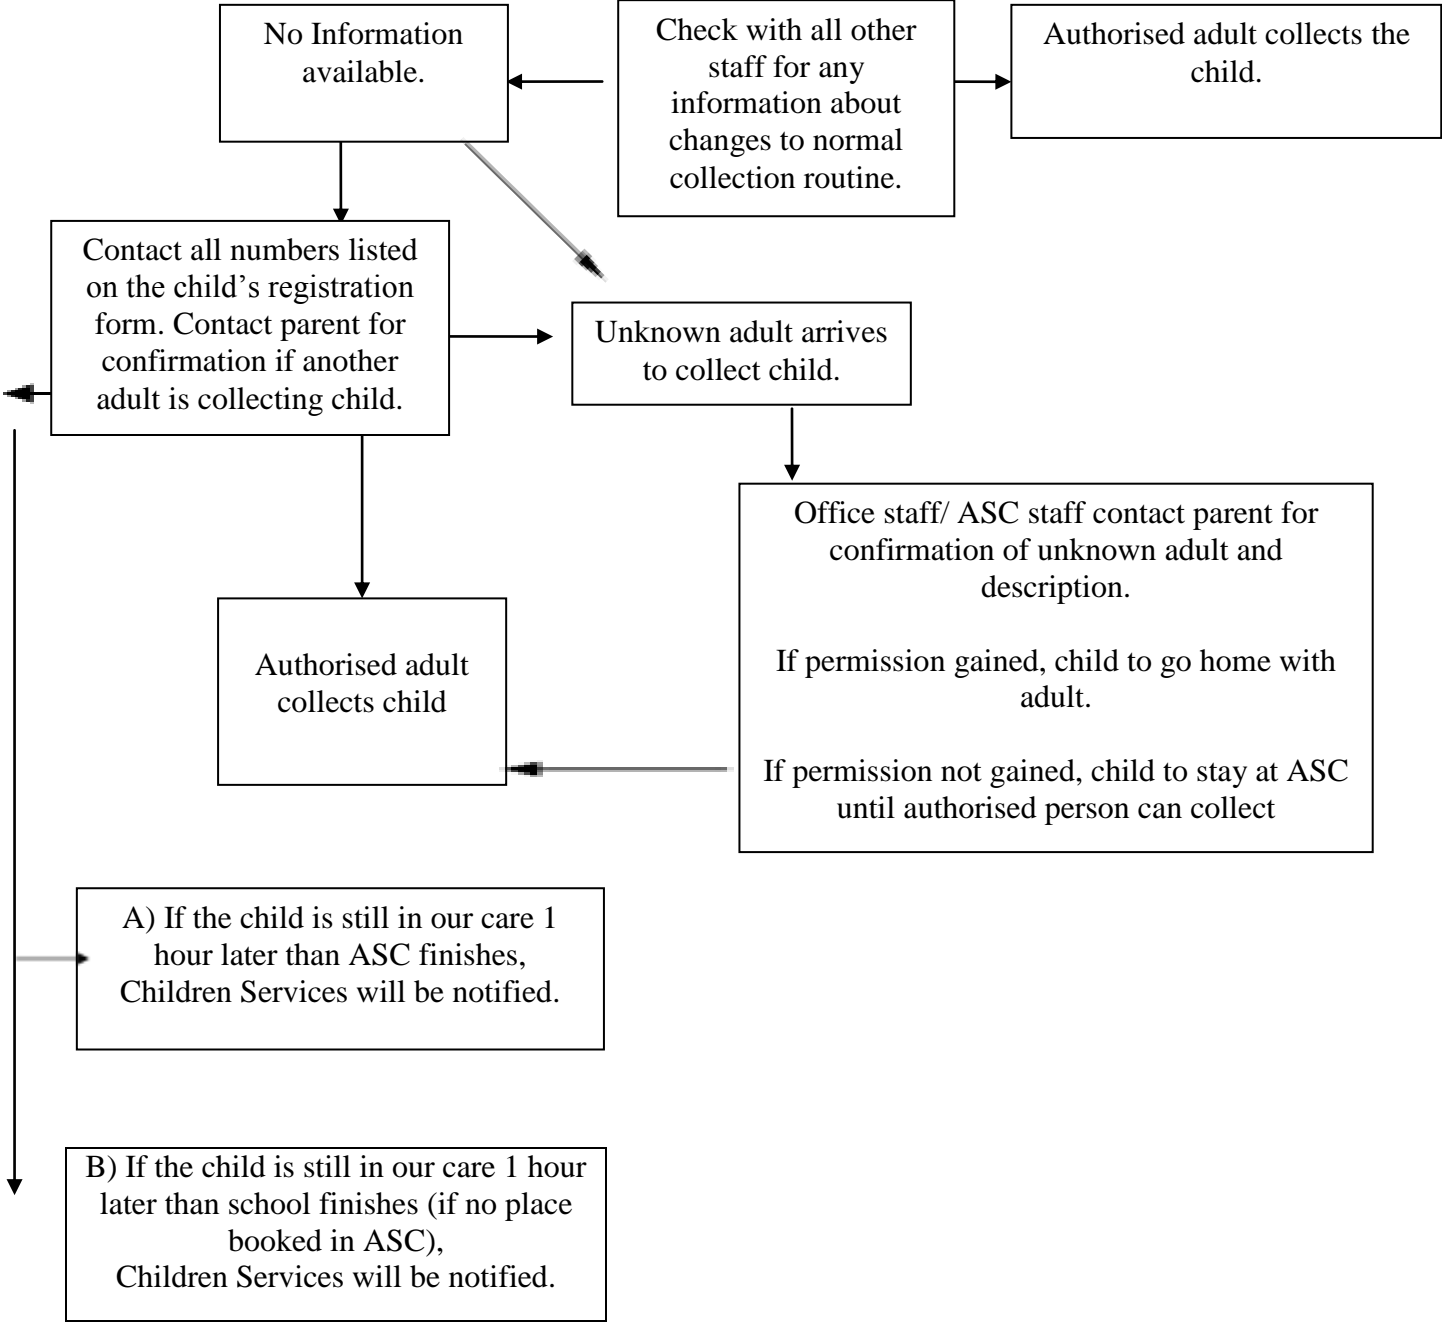 No Information
available.
Check with all other
staff for any
information about
changes to normal
collection routine.
Authorised adult collects the
child.
Contact all numbers listed
on the child’s registration
form. Contact parent for
confirmation if another
adult is collecting child.
Unknown adult arrives
to collect child.
Office staff/ ASC staff contact parent for
confirmation of unknown adult and
description.
If permission gained, child to go home with
adult.
If permission not gained, child to stay at ASC
until authorised person can collect
Authorised adult
collects child
A) If the child is still in our care 1
hour later than ASC finishes,
Children Services will be notified.
B) If the child is still in our care 1 hour
later than school finishes (if no place
booked in ASC),
Children Services will be notified.